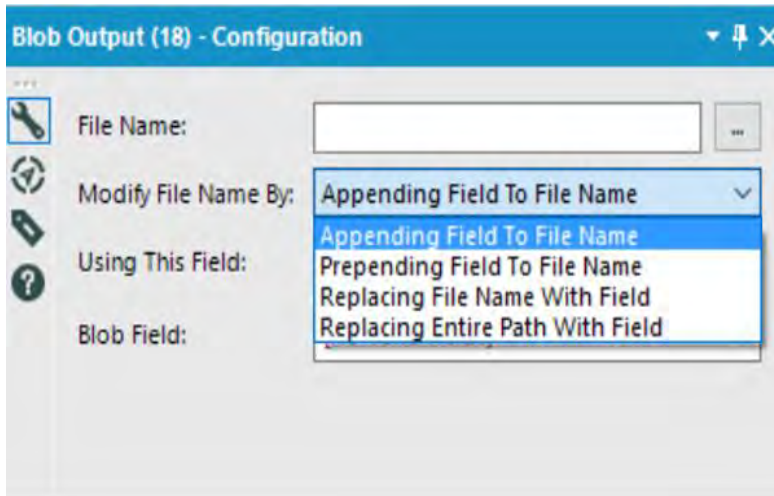 Blob Output (18) - Configuration
File Name:
...
Modify File Name By: Appending Field To File Name
Appending Field To File Name
Prepending Field To File Name
Using This Field:
Replacing File Name With Field
Replacing Entire Path With Field
Blob Field: